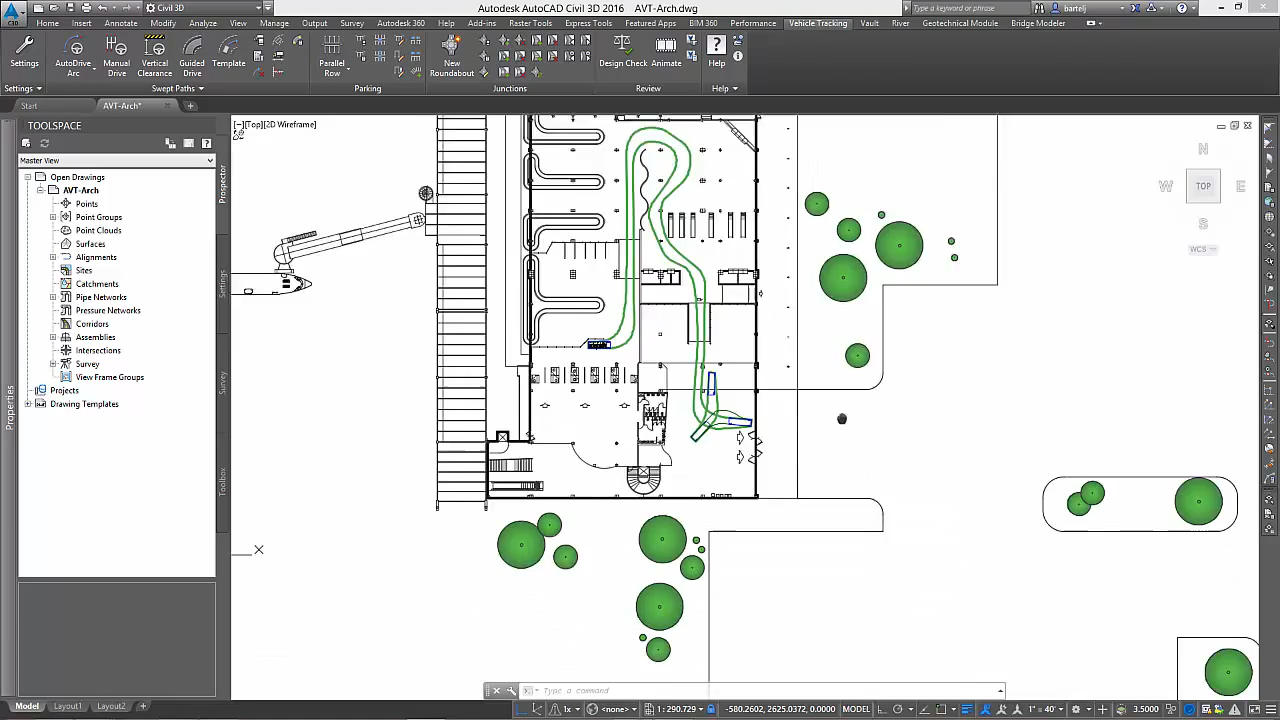 Autodesk AutoCAD Civil 3D 2016 AVT-Arch.dwg
Civil 3D
Type a keyword or phrase
bartelj
Home Insert Annotate Modify Analyze View Manage Output Survey Autodesk 360 Help Add-ins Raster Tools Express Tools Featured Apps BIM 360 Performance Vehicle Tracking Vault River Geotechnical Module Bridge Modeler
Settings AutoDrive Arc Manual Drive Vertical Clearance Guided Drive Template Parallel Row New Roundabout Design Check Animate Help
Settings Swept Paths Parking Junctions Review Help
Start AVT-Arch*
TOOLSPACE
[−][Top][2D Wireframe]
Master View
Open Drawings
AVT-Arch
Points
Point Groups
Point Clouds
Surfaces
Alignments
Sites
Catchments
Pipe Networks
Pressure Networks
Corridors
Assemblies
Intersections
Survey
View Frame Groups
Projects
Drawing Templates
Prospector
Settings
Survey
Toolbox
Properties
N
W TOP E
S
WCS
Type a command
Model Layout1 Layout2
1x <none> 1:290.729 -580.2602, 2625.0372, 0.0000 MODEL 1" = 40' 3.5000